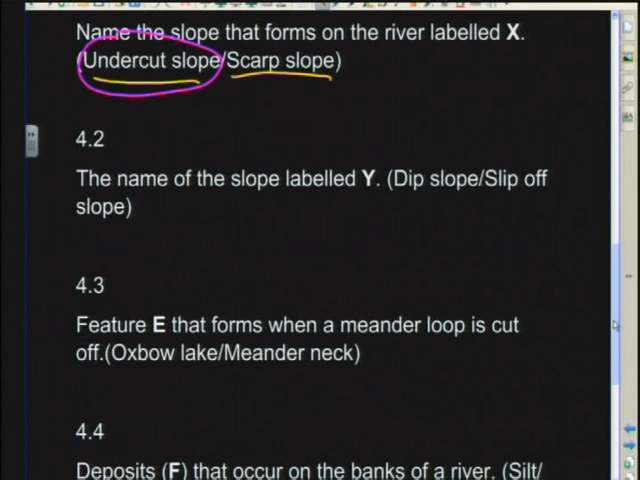 Name the slope that forms on the river labelled X.
(Undercut slope/Scarp slope)
4.2
The name of the slope labelled Y. (Dip slope/Slip off
slope)
4.3
Feature E that forms when a meander loop is cut
off.(Oxbow lake/Meander neck)
4.4
Deposits (F) that occur on the banks of a river. (Silt/